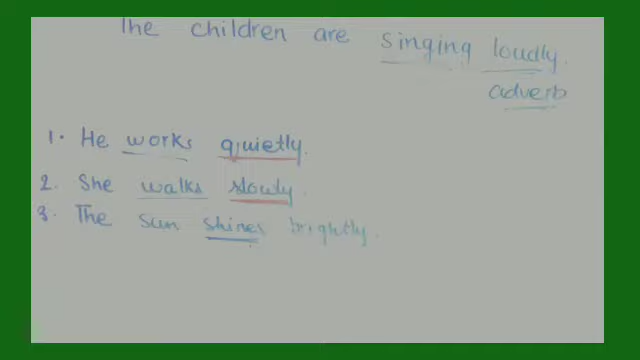 The children are singing loudly.
adverb
1. He works quietly.
2. She walks slowly.
3. The sun shines brightly.